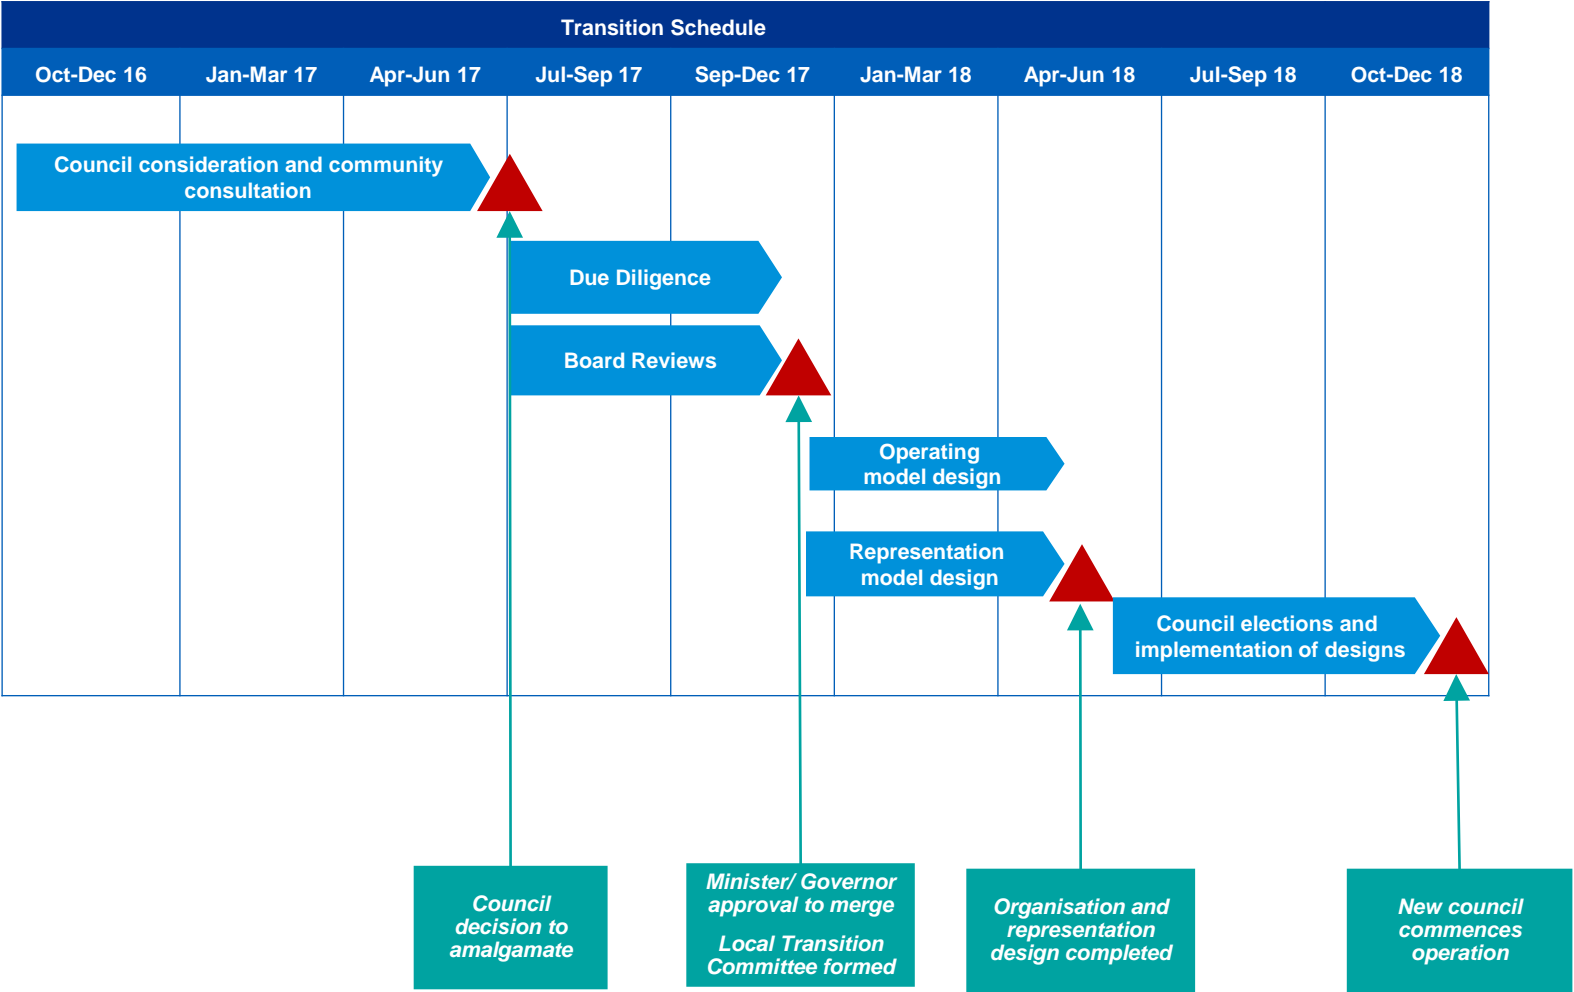 Transition Schedule
Oct-Dec 16
Jan-Mar 17
Apr-Jun 17
Jul-Sep 17
Sep-Dec 17
Jan-Mar 18
Apr-Jun 18
Jul-Sep 18
Oct-Dec 18
Council consideration and community
consultation
Due Diligence
Board Reviews
Operating
model design
Representation
model design
Council elections and
implementation of designs
Council
decision to
amalgamate
Minister/ Governor
approval to merge
Local Transition
Committee formed
Organisation and
representation
design completed
New council
commences
operation